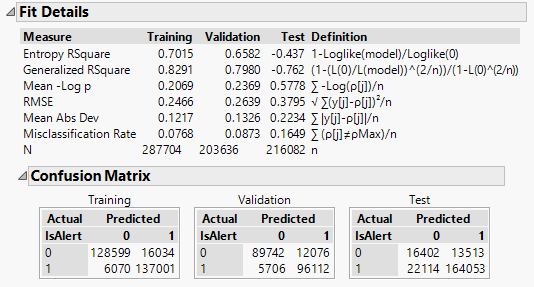 Fit Details
Measure Training Validation Test Definition
Entropy RSquare 0.7015 0.6582 -0.437 1-Loglike(model)/Loglike(0)
Generalized RSquare 0.8291 0.7980 -0.762 (1-(L(0)/L(model))^(2/n))/(1-L(0)^(2/n))
Mean -Log p 0.2069 0.2369 0.5778 ∑ -Log(ρ[j])/n
RMSE 0.2466 0.2639 0.3795 √ ∑(y[j]-ρ[j])²/n
Mean Abs Dev 0.1217 0.1326 0.2234 ∑ |y[j]-ρ[j]|/n
Misclassification Rate 0.0768 0.0873 0.1649 ∑ (ρ[j]≠ρMax)/n
N 287704 203636 216082 n
Confusion Matrix
Training Validation Test
Actual Predicted Actual Predicted Actual Predicted
IsAlert 0 1 IsAlert 0 1 IsAlert 0 1
0 128599 16034 0 89742 12076 0 16402 13513
1 6070 137001 1 5706 96112 1 22114 164053